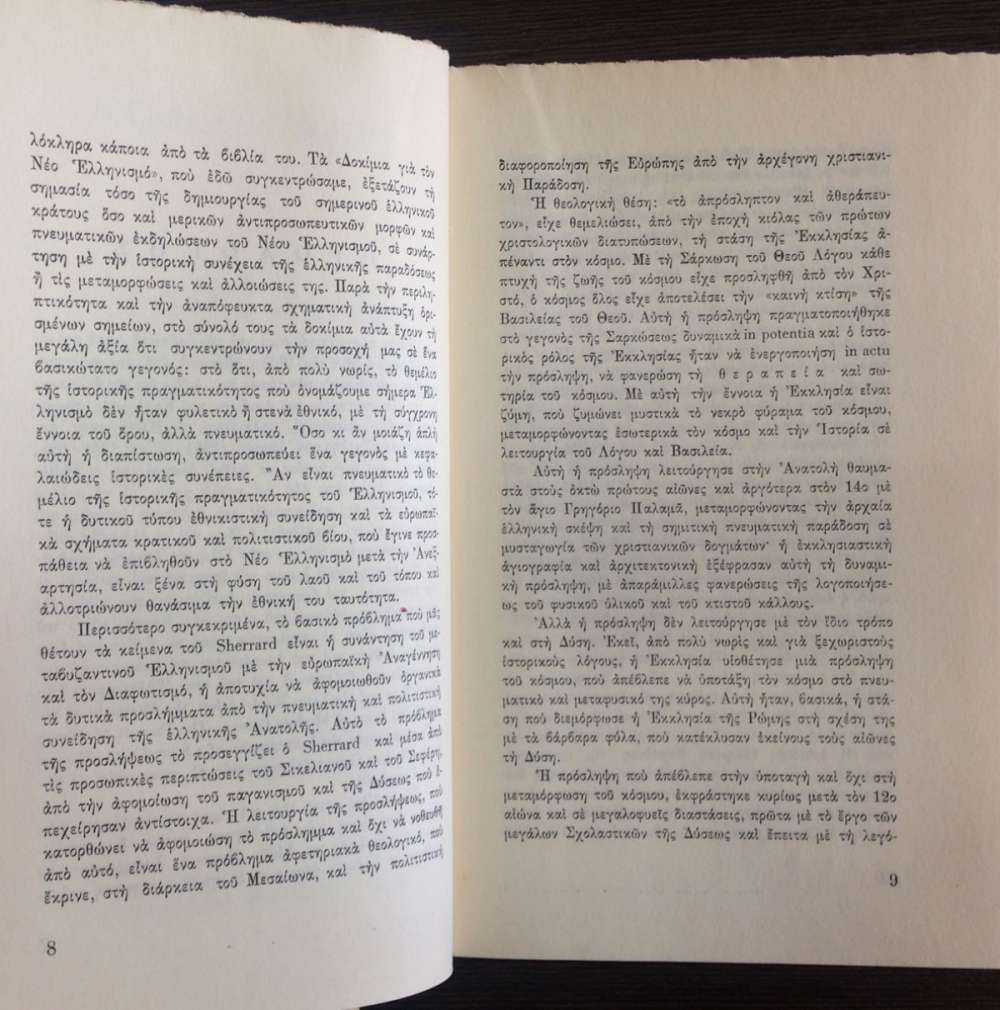 λόκληρα κάποια ἀπὸ τὰ βιβλία του. Τὰ «Δοκίμια γιὰ τὸν
Νέο Ἑλληνισμό», ποὺ ἐδῶ συγκεντρώσαμε, ἐξετάζουν τὴ
σημασία τόσο τῆς δημιουργίας τοῦ σημερινοῦ ἑλληνικοῦ
κράτους ὅσο καὶ μερικῶν ἀντιπροσωπευτικῶν μορφῶν καὶ
πνευματικῶν ἐκδηλώσεων τοῦ Νέου Ἑλληνισμοῦ, σὲ συνάρ-
τηση μὲ τὴν ἱστορικὴ συνέχεια τῆς ἑλληνικῆς παραδόσεως
ἢ τὶς μεταμορφώσεις καὶ ἀλλοιώσεις της. Παρὰ τὴν περιλη-
πτικότητα καὶ τὴν ἀναπόφευκτα σχηματικὴ ἀνάπτυξη ὁρι-
σμένων σημείων, στὸ σύνολό τους τὰ δοκίμια αὐτὰ ἔχουν τὴ
μεγάλη ἀξία ὅτι συγκεντρώνουν τὴν προσοχή μας σὲ ἕνα
βασικώτατο γεγονός: στὸ ὅτι, ἀπὸ πολὺ νωρίς, τὸ θεμέλιο
τῆς ἱστορικῆς πραγματικότητος ποὺ ὀνομάζουμε σήμερα Ἑλ-
ληνισμὸ δὲν ἦταν φυλετικὸ ἢ στενὰ ἐθνικό, μὲ τὴ σύγχρονη
ἔννοια τοῦ ὅρου, ἀλλὰ πνευματικό. Ὅσο κι ἂν μοιάζη ἁπλὴ
αὐτὴ ἡ διαπίστωση, ἀντιπροσωπεύει ἕνα γεγονὸς μὲ κεφα-
λαιώδεις ἱστορικὲς συνέπειες. Ἂν εἶναι πνευματικὸ τὸ θε-
μέλιο τῆς ἱστορικῆς πραγματικότητος τοῦ Ἑλληνισμοῦ, τό-
τε ἡ δυτικοῦ τύπου ἐθνικιστικὴ συνείδηση καὶ τὰ εὐρωπαϊ-
κὰ σχήματα κρατικοῦ καὶ πολιτιστικοῦ βίου, ποὺ ἔγινε προσ-
πάθεια νὰ ἐπιβληθοῦν στὸ Νέο Ἑλληνισμὸ μετὰ τὴν Ἀνεξ-
αρτησία, εἶναι ξένα στὴ φύση τοῦ λαοῦ καὶ τοῦ τόπου καὶ
ἀλλοτριώνουν θανάσιμα τὴν ἐθνική του ταυτότητα.
Περισσότερο συγκεκριμένα, τὸ βασικὸ πρόβλημα ποὺ μᾶς
θέτουν τὰ κείμενα τοῦ Sherrard εἶναι ἡ συνάντηση τοῦ με-
ταβυζαντινοῦ Ἑλληνισμοῦ μὲ τὴν εὐρωπαϊκὴ Ἀναγέννηση
καὶ τὸν Διαφωτισμό, ἡ ἀποτυχία νὰ ἀφομοιωθοῦν ὀργανικὰ
τὰ δυτικὰ προσλήμματα ἀπὸ τὴν πνευματικὴ καὶ πολιτιστικὴ
συνείδηση τῆς ἑλληνικῆς Ἀνατολῆς. Αὐτὸ τὸ πρόβλημα
τῆς προσλήψεως τὸ προσεγγίζει ὁ Sherrard καὶ μέσα ἀπὸ
τὶς προσωπικὲς περιπτώσεις τοῦ Σικελιανοῦ καὶ τοῦ Σεφέρη,
ἀπὸ τὴν ἀφομοίωση τοῦ παγανισμοῦ καὶ τῆς Δύσεως ποὺ ἐ-
πεχείρησαν ἀντίστοιχα. Ἡ λειτουργία τῆς προσλήψεως, ποὺ
κατορθώνει νὰ ἀφομοιώση τὸ πρόσλημμα καὶ ὄχι νὰ νοθευθῆ
ἀπὸ αὐτό, εἶναι ἕνα πρόβλημα ἀφετηριακὰ θεολογικό, ποὺ
ἔκρινε, στὴ διάρκεια τοῦ Μεσαίωνα, καὶ τὴν πολιτιστικὴ
8
διαφοροποίηση τῆς Εὐρώπης ἀπὸ τὴν ἀρχέγονη χριστιανι-
κὴ Παράδοση.
Ἡ θεολογικὴ θέση: «τὸ ἀπρόσληπτον καὶ ἀθεράπευ-
τον», εἶχε θεμελιώσει, ἀπὸ τὴν ἐποχὴ κιόλας τῶν πρώτων
χριστολογικῶν διατυπώσεων, τὴ στάση τῆς Ἐκκλησίας ἀ-
πέναντι στὸν κόσμο. Μὲ τὴ Σάρκωση τοῦ Θεοῦ Λόγου κάθε
πτυχὴ τῆς ζωῆς τοῦ κόσμου εἶχε προσληφθῆ ἀπὸ τὸν Χρι-
στό, ὁ κόσμος ὅλος εἶχε ἀποτελέσει τὴν «καινὴ κτίση» τῆς
Βασιλείας τοῦ Θεοῦ. Αὐτὴ ἡ πρόσληψη πραγματοποιήθηκε
στὸ γεγονὸς τῆς Σαρκώσεως δυναμικὰ in potentia καὶ ὁ ἱστο-
ρικὸς ρόλος τῆς Ἐκκλησίας ἦταν νὰ ἐνεργοποιήση in actu
τὴν πρόσληψη, νὰ φανερώση τὴ θεραπεία καὶ σω-
τηρία τοῦ κόσμου. Μὲ αὐτὴ τὴν ἔννοια ἡ Ἐκκλησία εἶναι
ζύμη, ποὺ ζυμώνει μυστικὰ τὸ νεκρὸ φύραμα τοῦ κόσμου,
μεταμορφώνοντας ἐσωτερικὰ τὸν κόσμο καὶ τὴν Ἱστορία σὲ
λειτουργία τοῦ Λόγου καὶ Βασιλεία.
Αὐτὴ ἡ πρόσληψη λειτούργησε στὴν Ἀνατολὴ θαυμα-
στὰ στοὺς ὀκτὼ πρώτους αἰῶνες καὶ ἀργότερα στὸν 14ο μὲ
τὸν ἅγιο Γρηγόριο Παλαμᾶ, μεταμορφώνοντας τὴν ἀρχαία
ἑλληνικὴ σκέψη καὶ τὴ σημιτικὴ πνευματικὴ παράδοση σὲ
μυσταγωγία τῶν χριστιανικῶν δογμάτων· ἡ ἐκκλησιαστικὴ
ἁγιογραφία καὶ ἀρχιτεκτονικὴ ἐξέφρασαν αὐτὴ τὴ δυναμι-
κὴ πρόσληψη, μὲ ἀπαράμιλλες φανερώσεις τῆς λογοποιήσε-
ως τοῦ φυσικοῦ ὑλικοῦ καὶ τοῦ κτιστοῦ κάλλους.
Ἀλλὰ ἡ πρόσληψη δὲν λειτούργησε μὲ τὸν ἴδιο τρόπο
καὶ στὴ Δύση. Ἐκεῖ, ἀπὸ πολὺ νωρὶς καὶ γιὰ ξεχωριστοὺς
ἱστορικοὺς λόγους, ἡ Ἐκκλησία υἱοθέτησε μιὰ πρόσληψη
τοῦ κόσμου, ποὺ ἀπέβλεπε νὰ ὑποτάξη τὸν κόσμο στὸ πνευ-
ματικὸ καὶ μεταφυσικό της κύρος. Αὐτὴ ἦταν, βασικά, ἡ στά-
ση ποὺ διεμόρφωσε ἡ Ἐκκλησία τῆς Ρώμης στὴ σχέση της
μὲ τὰ βάρβαρα φύλα, ποὺ κατέκλυσαν ἐκείνους τοὺς αἰῶνες
τὴ Δύση.
Ἡ πρόσληψη ποὺ ἀπέβλεπε στὴν ὑποταγὴ καὶ ὄχι στὴ
μεταμόρφωση τοῦ κόσμου, ἐκφράστηκε κυρίως μετὰ τὸν 12ο
αἰώνα καὶ σὲ μεγαλοφυεῖς διαστάσεις, πρῶτα μὲ τὸ ἔργο τῶν
μεγάλων Σχολαστικῶν τῆς Δύσεως καὶ ἔπειτα μὲ τὴ λεγό-
9